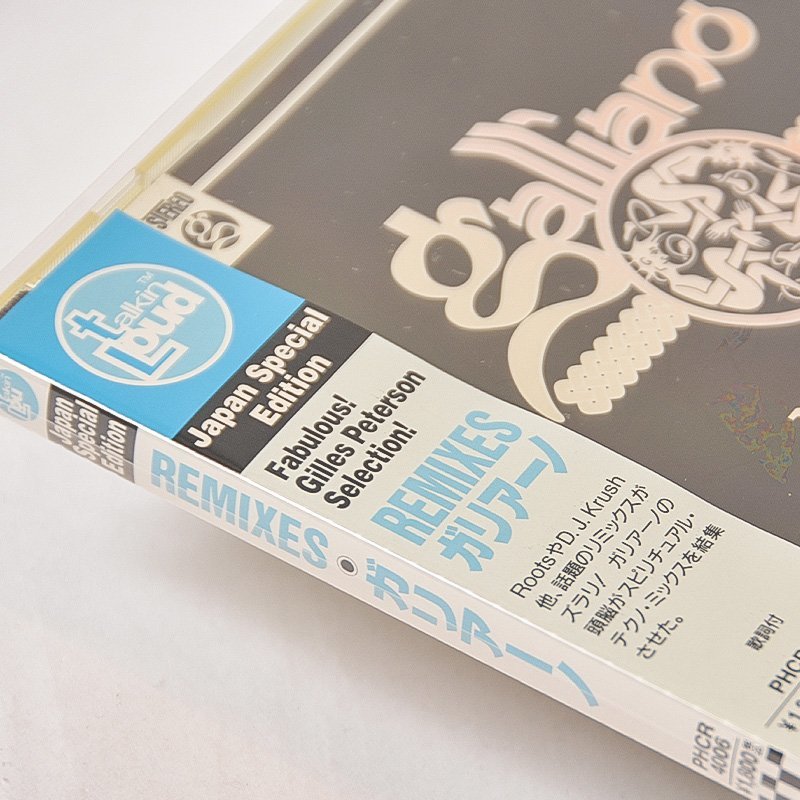 galliano
STEREO
g
talkin
Loud
TM
Japan Special
Edition
Fabulous!
Gilles Peterson
Selection!
REMIXES
ガリアーノ
RootsやD.J.Krush
他、話題のリミックスが
ズラリ! ガリアーノの
頭脳がスピリチュアル・
テクノ・ミックスを結集
させた。
歌詞付
PHCR
talkin
Loud
Japan
Special
Edition
REMIXES ● ガリアーノ
PHCR
4006
¥1,800